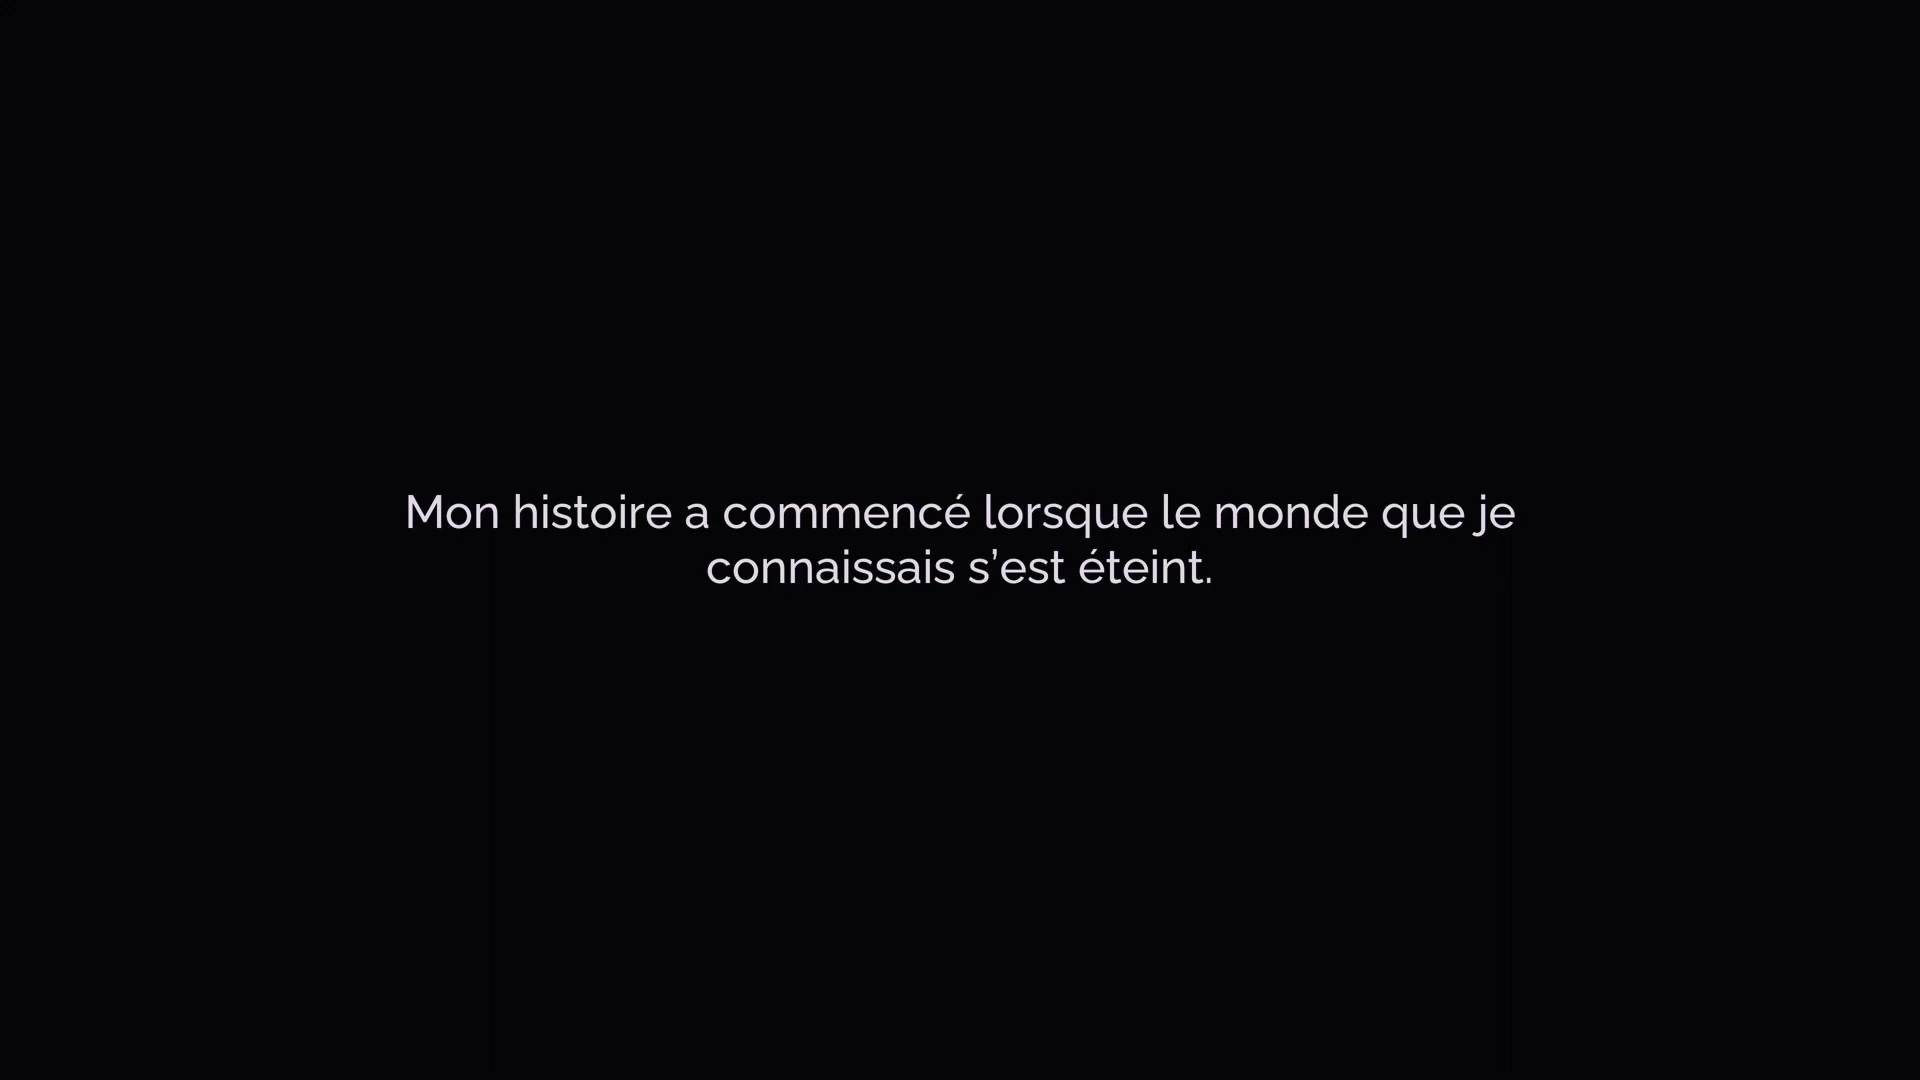 Mon histoire a commencé lorsque le monde que je
connaissais s’est éteint.